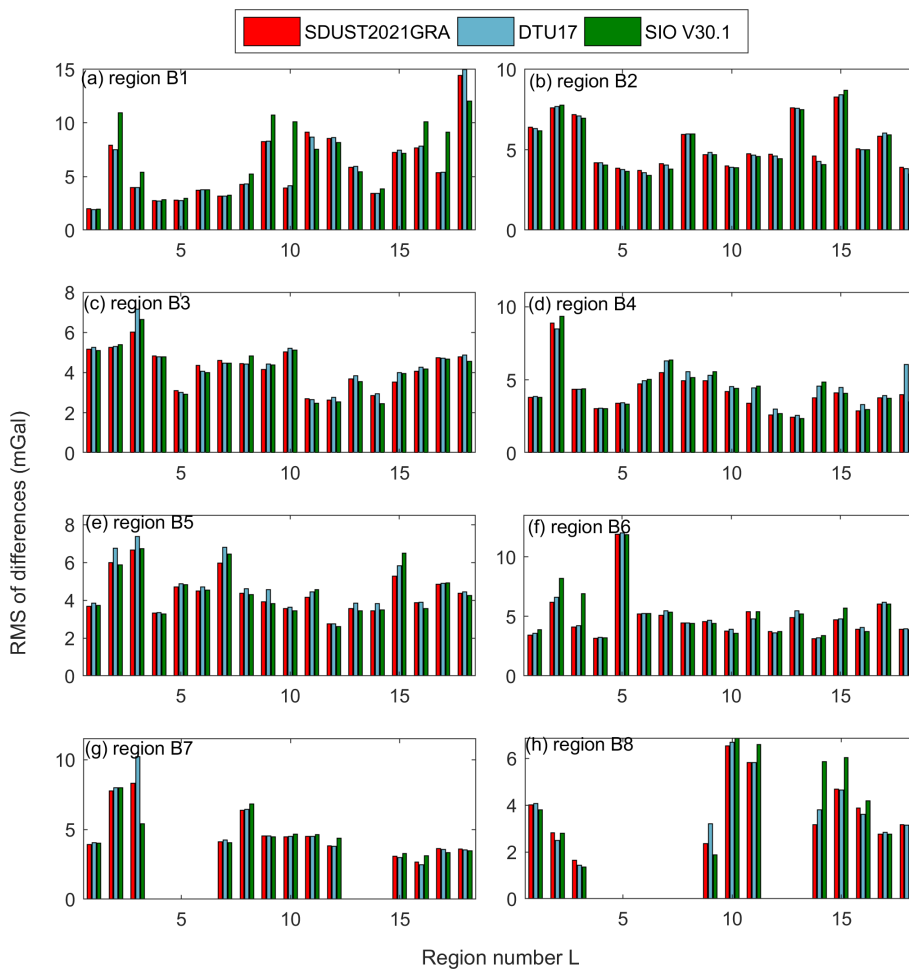 SDUST2021GRA DTU17 SIO V30.1
(a) region B1
15
10
5
0
5 10 15
(b) region B2
10
5
0
5 10 15
(c) region B3
8
6
4
2
0
5 10 15
(d) region B4
10
5
0
5 10 15
(e) region B5
8
6
4
2
0
5 10 15
(f) region B6
10
5
0
5 10 15
(g) region B7
10
5
0
5 10 15
(h) region B8
6
4
2
0
5 10 15
RMS of differences (mGal)
Region number L